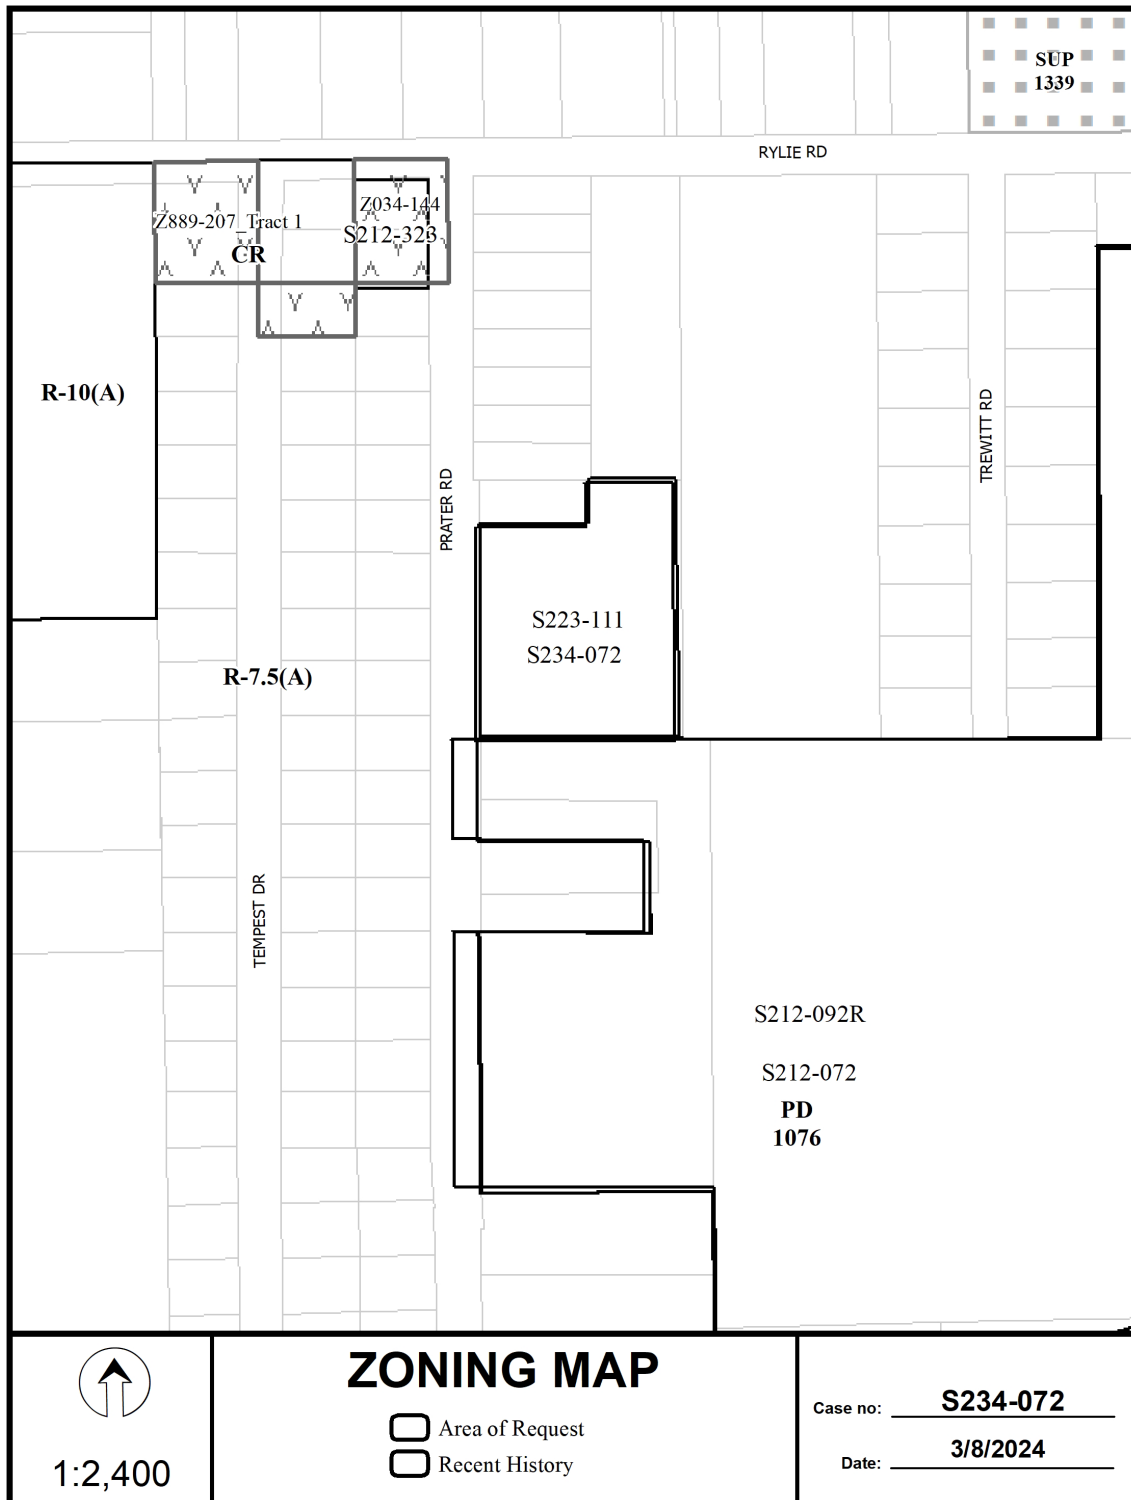 SUP
1339
RYLIE RD
Z889-207_Tract 1
CR
Z034-144
S212-323
R-10(A)
TREWITT RD
PRATER RD
S223-111
S234-072
R-7.5(A)
TEMPEST DR
S212-092R
S212-072
PD
1076
1:2,400
ZONING MAP
Area of Request
Recent History
Case no: S234-072
Date: 3/8/2024